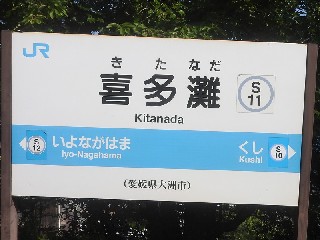 JR
きたなだ
喜多灘
S
11
Kitanada
S
12
いよながはま
Iyo-Nagahama
くし
Kushi
S
10
(愛媛県大洲市)